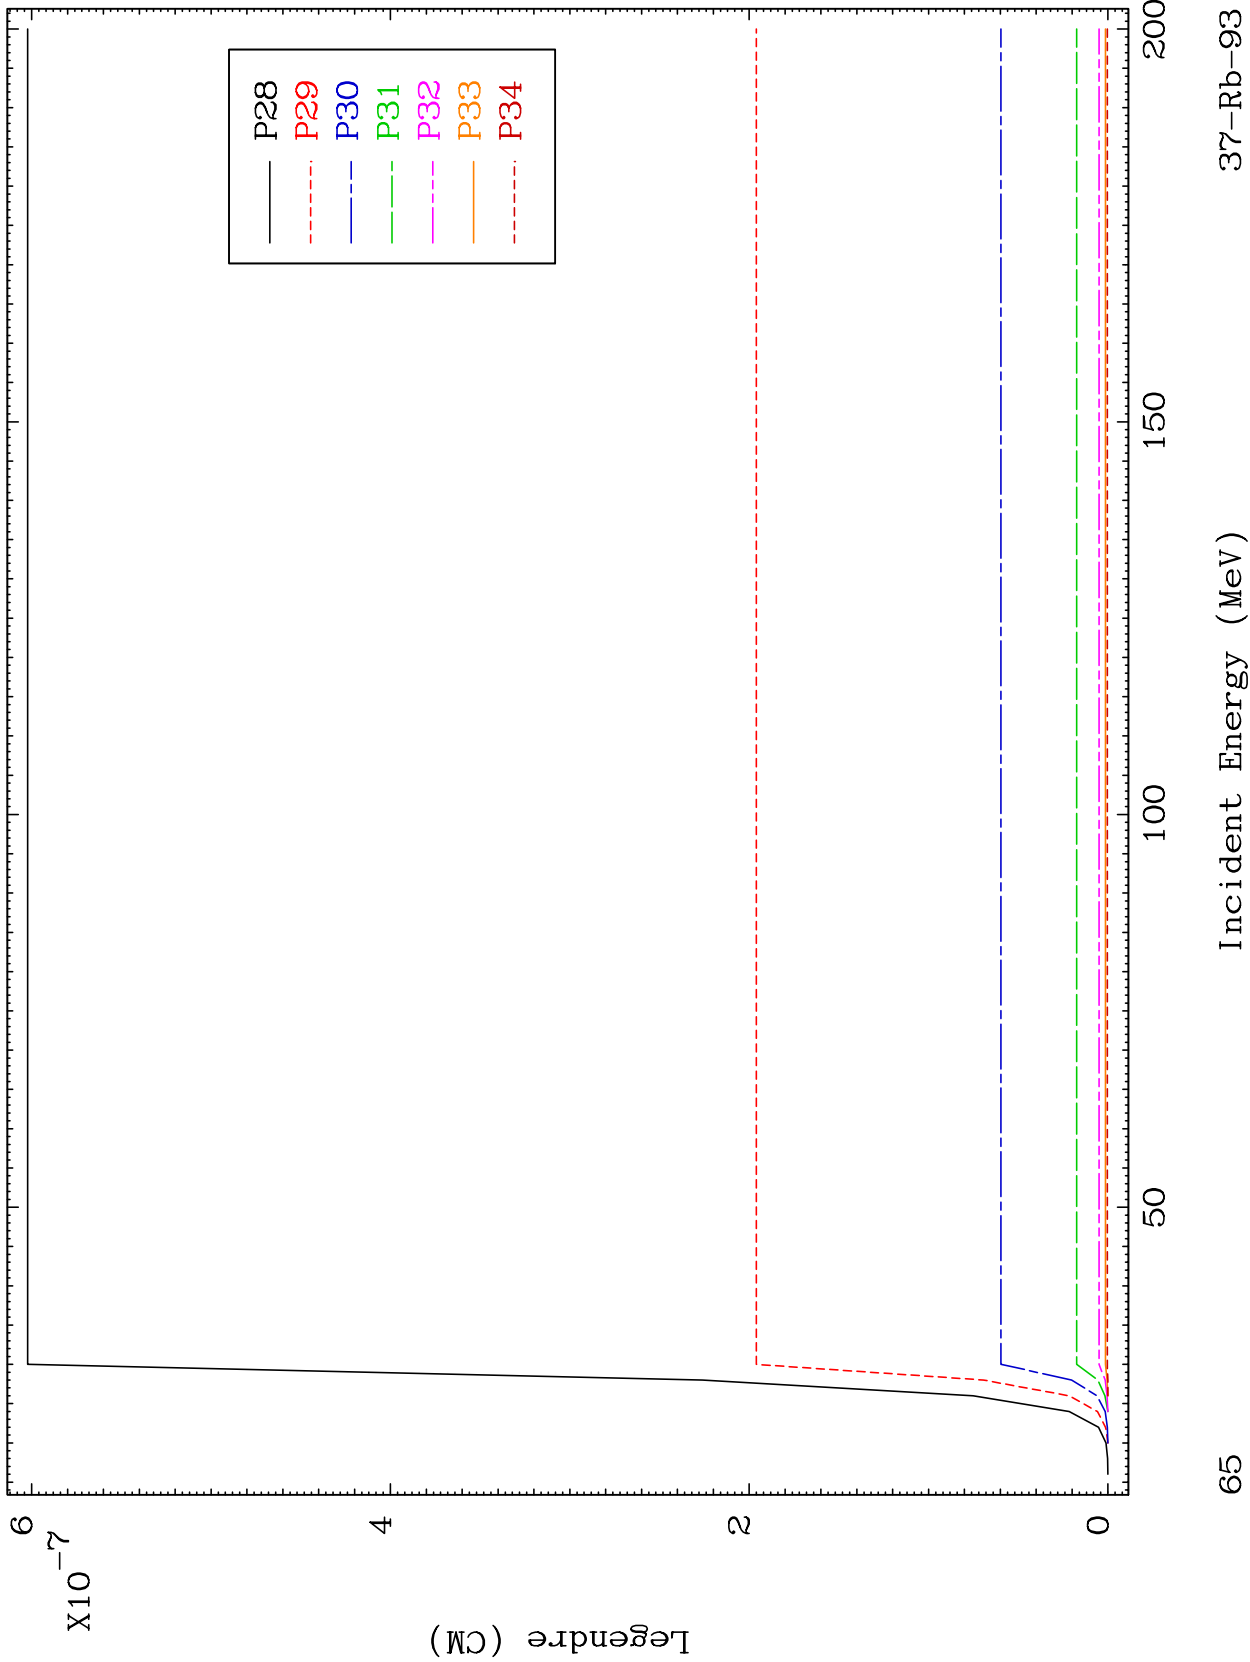 X10-7
6
4
2
0
Legendre (CM)
P28
P29
P30
P31
P32
P33
P34
50
100
150
200
65
Incident Energy (MeV)
37-Rb-93